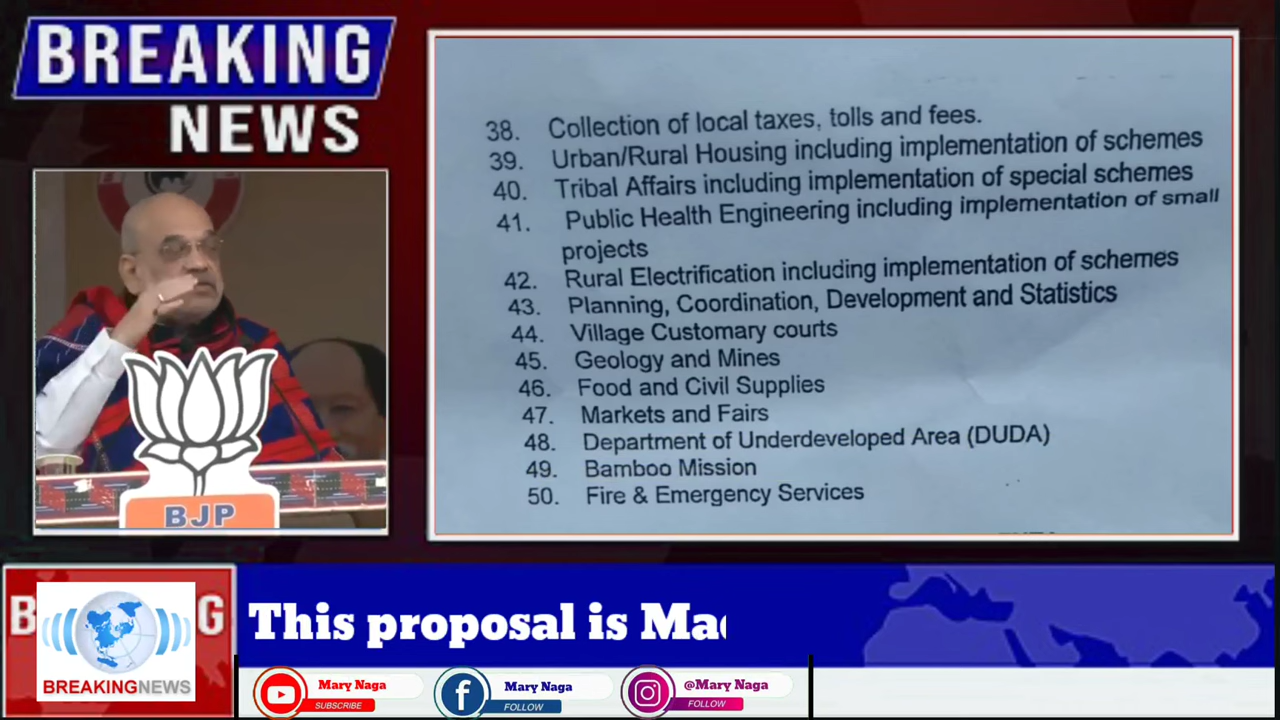 BREAKING
NEWS
38. Collection of local taxes, tolls and fees.
39. Urban/Rural Housing including implementation of schemes
40. Tribal Affairs including implementation of special schemes
41. Public Health Engineering including implementation of small
projects
42. Rural Electrification including implementation of schemes
43. Planning, Coordination, Development and Statistics
44. Village Customary courts
45. Geology and Mines
46. Food and Civil Supplies
47. Markets and Fairs
48. Department of Underdeveloped Area (DUDA)
49. Bamboo Mission
50. Fire & Emergency Services
BJP
This proposal is
BREAKINGNEWS
Mary Naga
SUBSCRIBE
Mary Naga
FOLLOW
@Mary Naga
FOLLOW